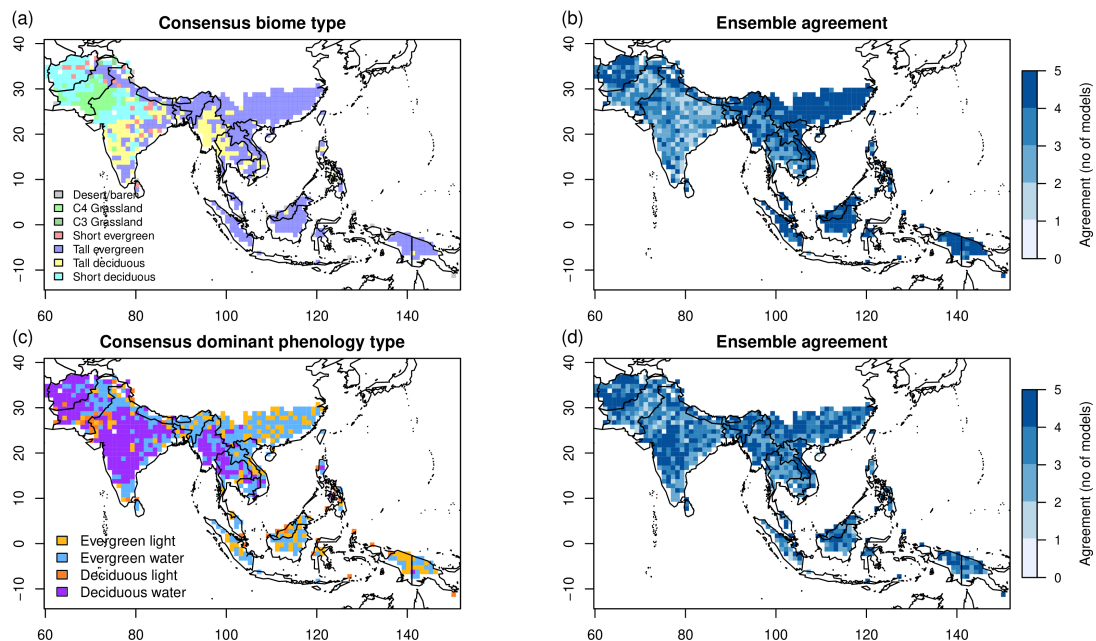 (a)
Consensus biome type
40
30
20
10
0
−10
Desert/baren
C4 Grassland
C3 Grassland
Short evergreen
Tall evergreen
Tall deciduous
Short deciduous
60 80 100 120 140
(b)
Ensemble agreement
40
30
20
10
0
−10
60 80 100 120 140
5
4
3
2
1
0
Agreement (no of models)
(c)
Consensus dominant phenology type
40
30
20
10
0
−10
Evergreen light
Evergreen water
Deciduous light
Deciduous water
60 80 100 120 140
(d)
Ensemble agreement
40
30
20
10
0
−10
60 80 100 120 140
5
4
3
2
1
0
Agreement (no of models)